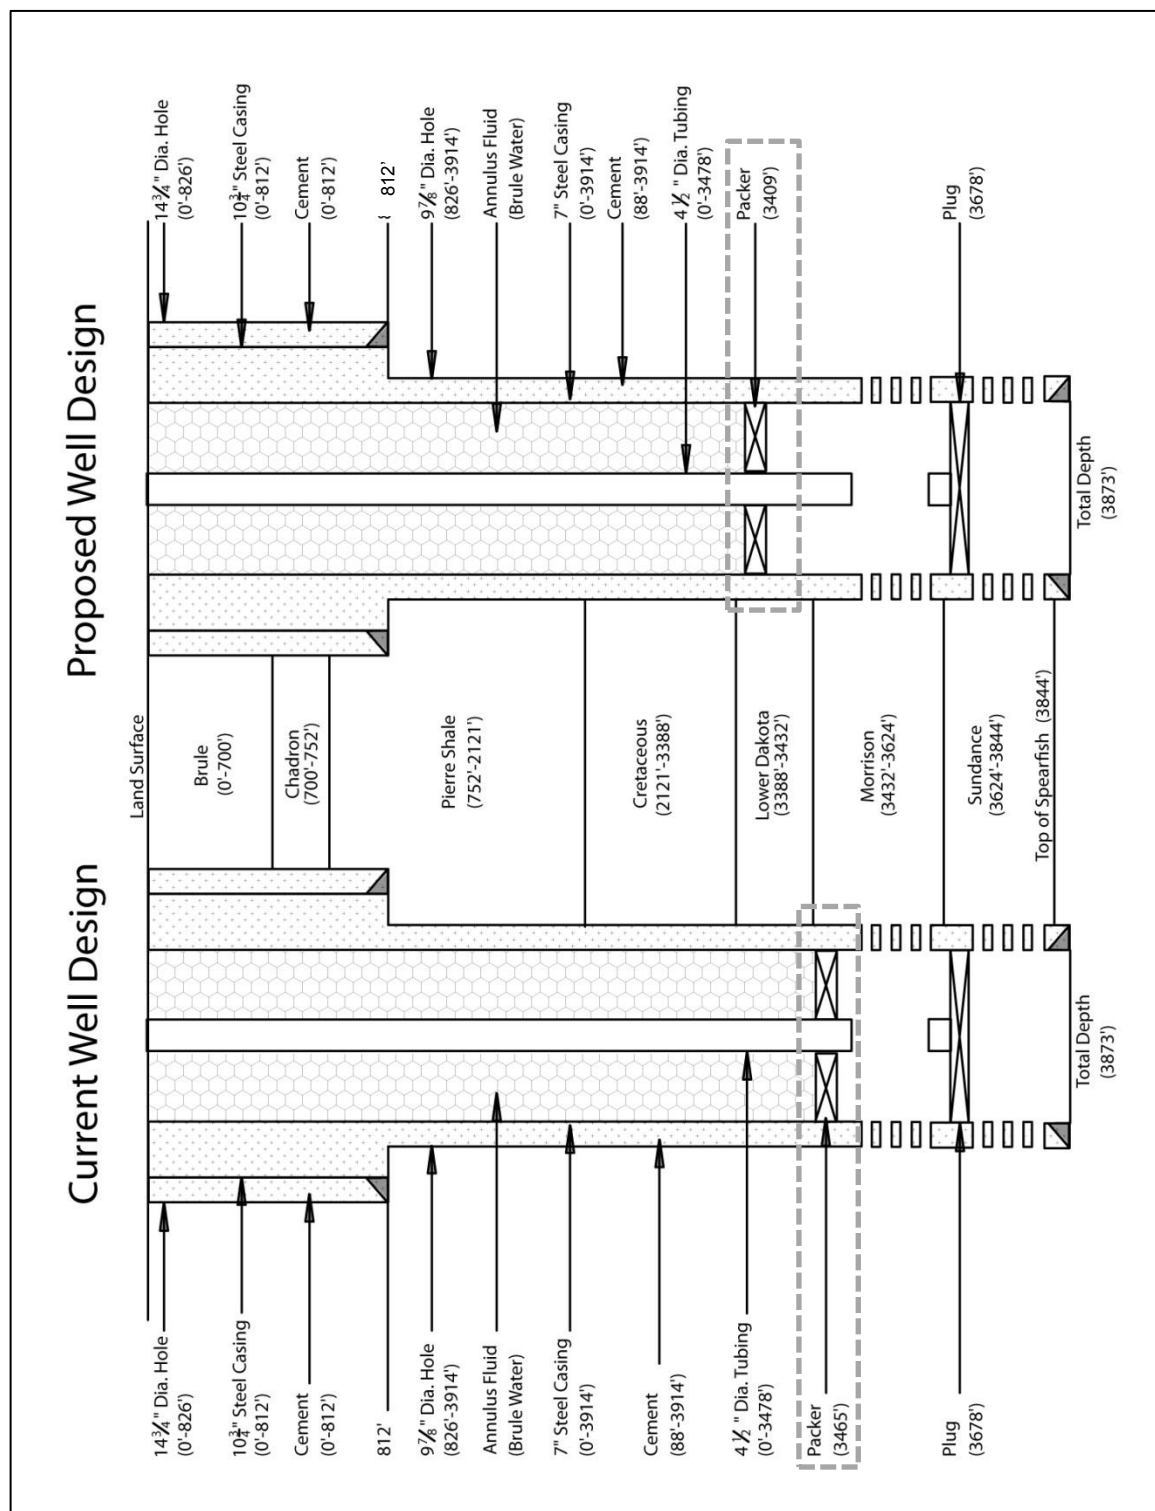 Current Well Design
Proposed Well Design
14¾" Dia. Hole
(0'-826')
10¾" Steel Casing
(0'-812')
Cement
(0'-812')
812'
9⅞" Dia. Hole
(826'-3914')
Annulus Fluid
(Brule Water)
7" Steel Casing
(0'-3914')
Cement
(88'-3914')
4½" Dia. Tubing
(0'-3478')
Packer
(3465')
Plug
(3678')
Total Depth
(3873')
Land Surface
Brule
(0'-700')
Chadron
(700'-752')
Pierre Shale
(752'-2121')
Cretaceous
(2121'-3388')
Lower Dakota
(3388'-3432')
Morrison
(3432'-3624')
Sundance
(3624'-3844')
Top of Spearfish (3844')
14¾" Dia. Hole
(0'-826')
10¾" Steel Casing
(0'-812')
Cement
(0'-812')
812'
9⅞" Dia. Hole
(826'-3914')
Annulus Fluid
(Brule Water)
7" Steel Casing
(0'-3914')
Cement
(88'-3914')
4½" Dia. Tubing
(0'-3478')
Packer
(3409')
Plug
(3678')
Total Depth
(3873')